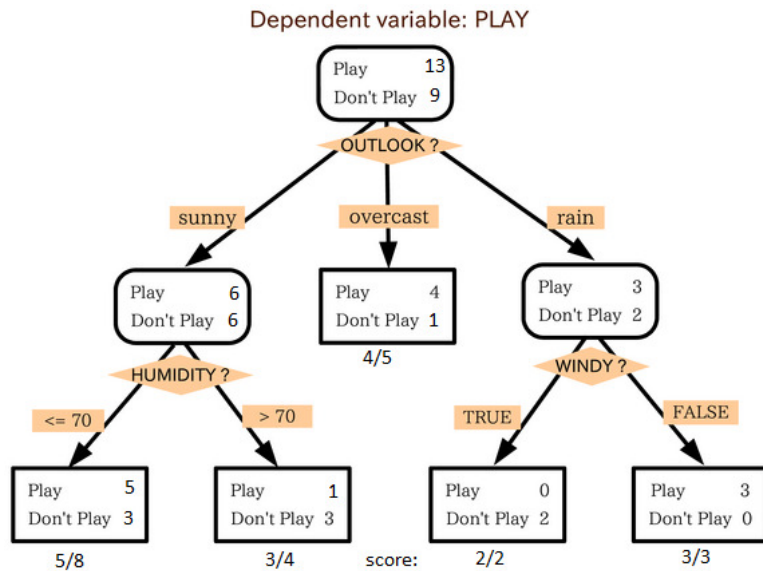 Dependent variable: PLAY
Play 13
Don't Play 9
OUTLOOK ?
sunny
overcast
rain
Play 6
Don't Play 6
Play 4
Don't Play 1
Play 3
Don't Play 2
4/5
HUMIDITY ?
WINDY ?
<= 70
> 70
TRUE
FALSE
Play 5
Don't Play 3
Play 1
Don't Play 3
Play 0
Don't Play 2
Play 3
Don't Play 0
5/8
3/4
score:
2/2
3/3